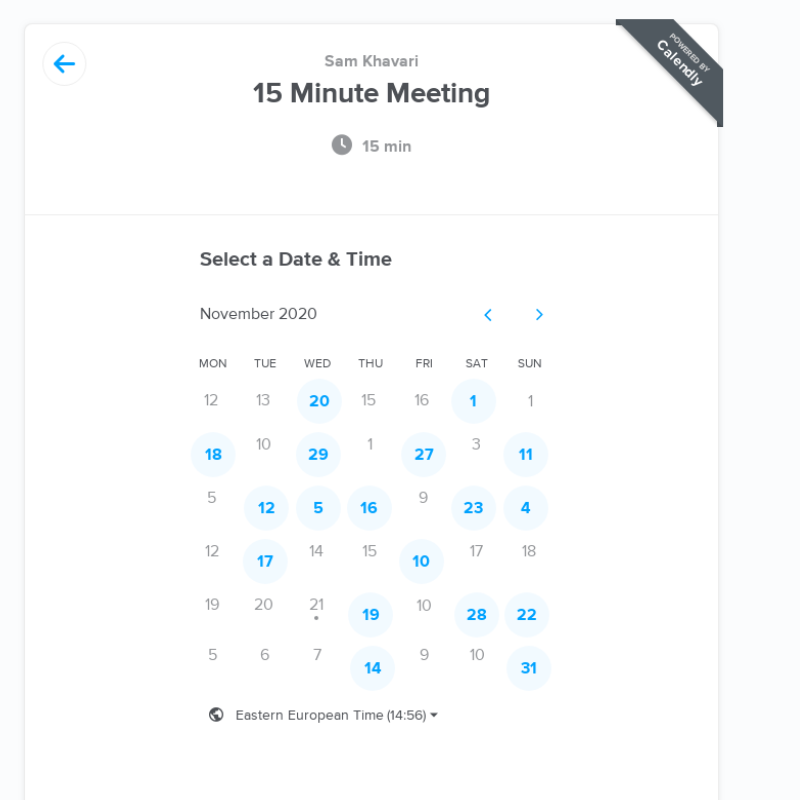 POWERED BY
Calendly
Sam Khavari
15 Minute Meeting
15 min
Select a Date & Time
November 2020
MON TUE WED THU FRI SAT SUN
12 13 20 15 16 1 1
18 10 29 1 27 3 11
5 12 5 16 9 23 4
12 17 14 15 10 17 18
19 20 21 19 10 28 22
5 6 7 14 9 10 31
Eastern European Time (14:56)